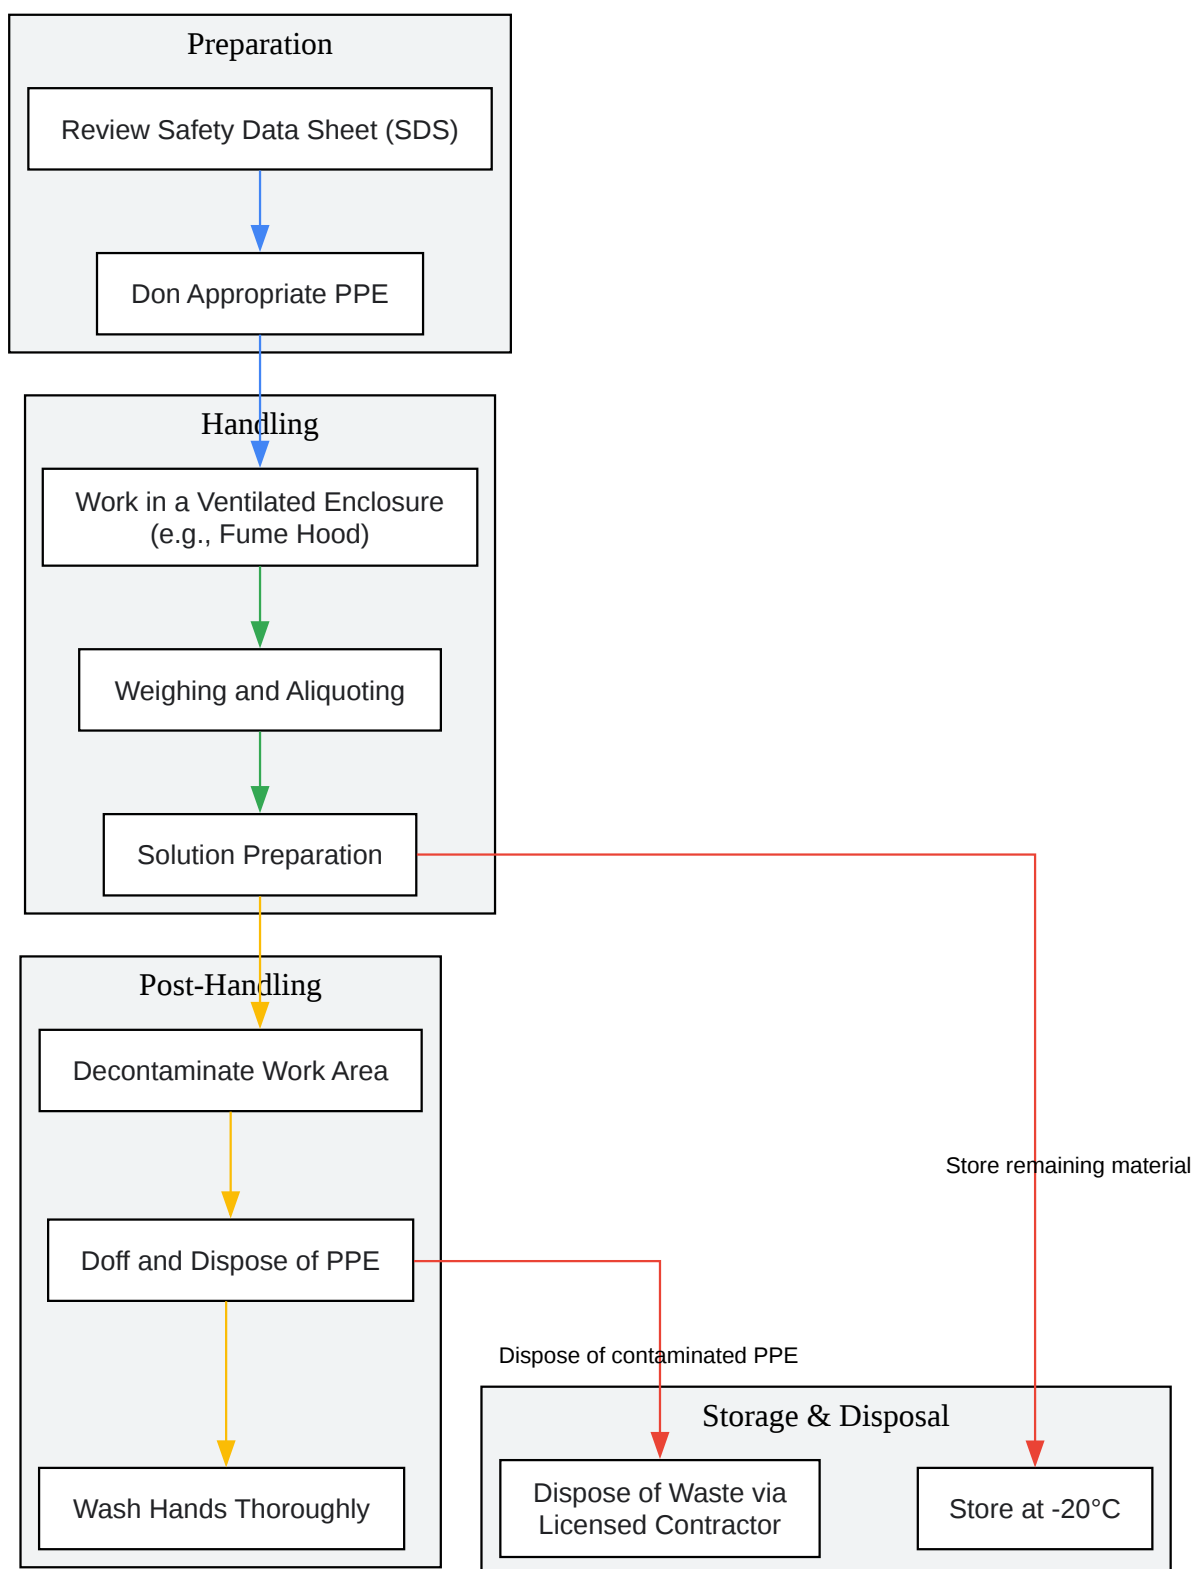 Preparation
Review Safety Data Sheet (SDS)
Don Appropriate PPE
Handling
Work in a Ventilated Enclosure
(e.g., Fume Hood)
Weighing and Aliquoting
Solution Preparation
Post-Handling
Decontaminate Work Area
Store remaining material
Doff and Dispose of PPE
Dispose of contaminated PPE
Storage & Disposal
Wash Hands Thoroughly
Dispose of Waste via
Licensed Contractor
Store at -20°C